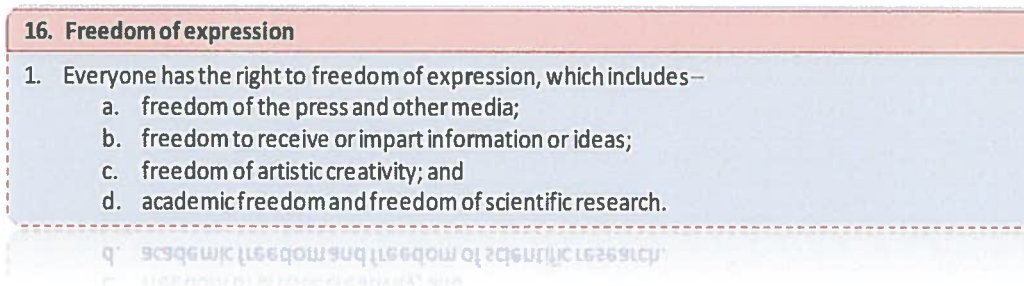 16. Freedom of expression
1. Everyone has the right to freedom of expression, which includes–
a. freedom of the press and other media;
b. freedom to receive or impart information or ideas;
c. freedom of artistic creativity; and
d. academic freedom and freedom of scientific research.